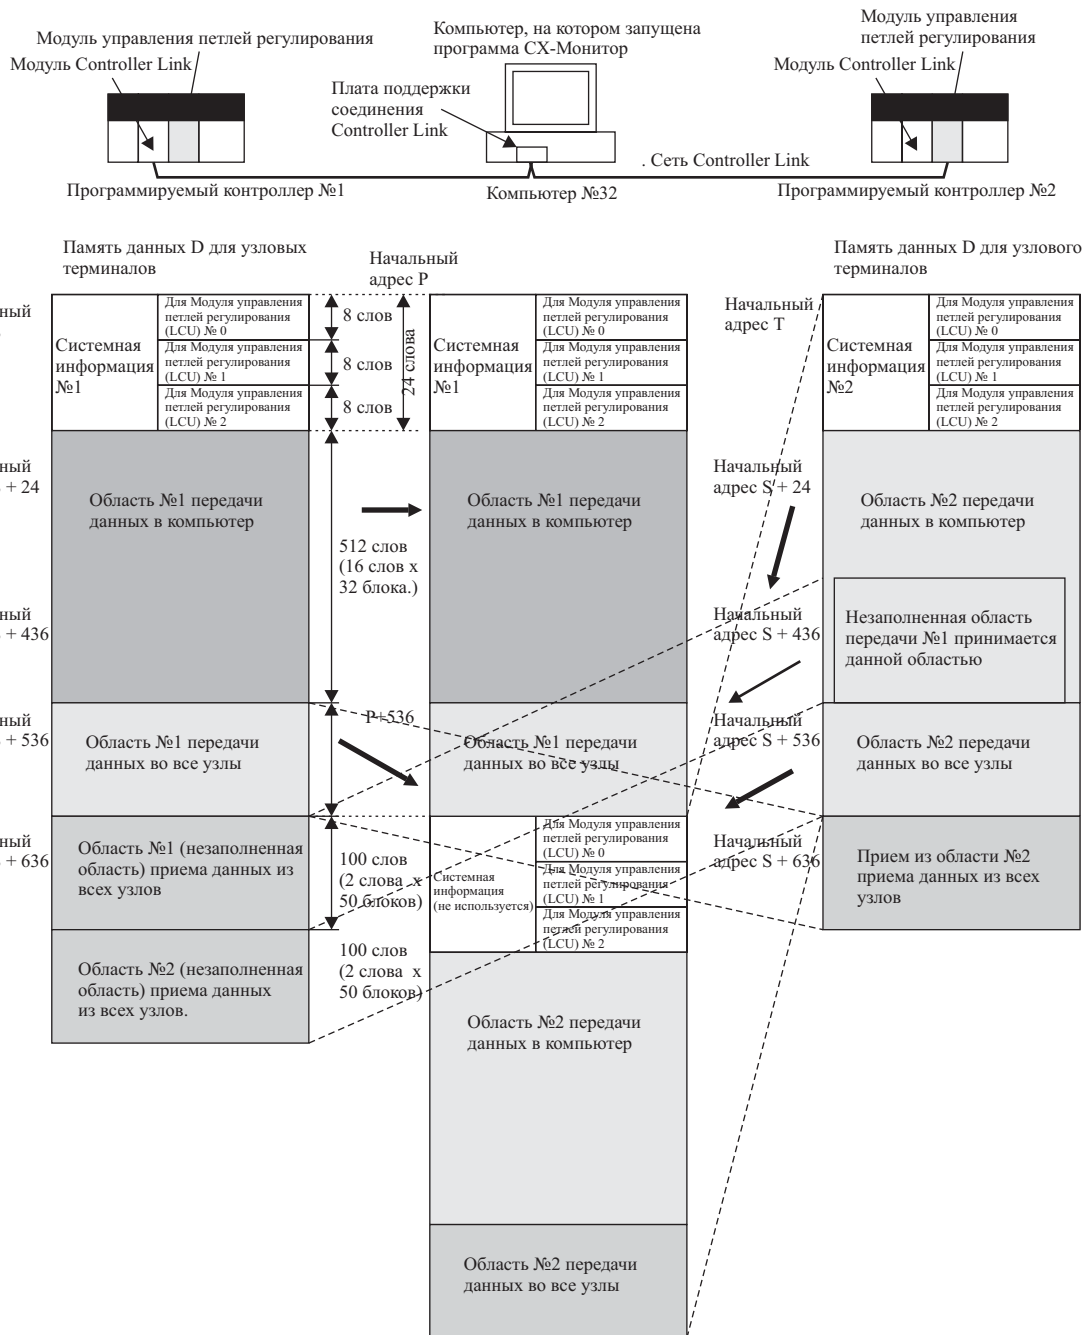 Модуль управления петлей регулирования
Модуль Controller Link
Компьютер, на котором запущена
программа CX-Монитор
Плата поддержки
соединения
Controller Link
Модуль управления
петлей регулирования
Модуль Controller Link
. Сеть Controller Link
Программируемый контроллер №1
Компьютер №32
Программируемый контроллер №2
Память данных D для узловых
терминалов
Начальный
адрес P
Память данных D для узлового
терминалов
ный
Системная
информация
№1
Для Модуля управления
петлей регулирования
(LCU) № 0
Для Модуля управления
петлей регулирования
(LCU) № 1
Для Модуля управления
петлей регулирования
(LCU) № 2
8 слов
8 слов
8 слов
24 слова
Системная
информация
№1
Для Модуля управления
петлей регулирования
(LCU) № 0
Для Модуля управления
петлей регулирования
(LCU) № 1
Для Модуля управления
петлей регулирования
(LCU) № 2
Начальный
адрес T
Системная
информация
№2
Для Модуля управления
петлей регулирования
(LCU) № 0
Для Модуля управления
петлей регулирования
(LCU) № 1
Для Модуля управления
петлей регулирования
(LCU) № 2
ный
+ 24
Область №1 передачи
данных в компьютер
512 слов
(16 слов x
32 блока.)
Область №1 передачи
данных в компьютер
Начальный
адрес S + 24
Область №2 передачи
данных в компьютер
ный
+ 436
Начальный
адрес S + 436
Незаполненная область
передачи №1 принимается
данной областью
ный
+ 536
Область №1 передачи
данных во все узлы
P+536
Область №1 передачи
данных во все узлы
Начальный
адрес S + 536
Область №2 передачи
данных во все узлы
ный
+ 636
Область №1 (незаполненная
область) приема данных из
всех узлов
100 слов
(2 слова x
50 блоков)
Системная
информация
(не используется)
Для Модуля управления
петлей регулирования
(LCU) № 0
Для Модуля управления
петлей регулирования
(LCU) № 1
Для Модуля управления
петлей регулирования
(LCU) № 2
Начальный
адрес S + 636
Прием из области №2
приема данных из всех
узлов
Область №2 (незаполненная
область) приема данных
из всех узлов.
100 слов
(2 слова x
50 блоков)
Область №2 передачи
данных в компьютер
Область №2 передачи
данных во все узлы